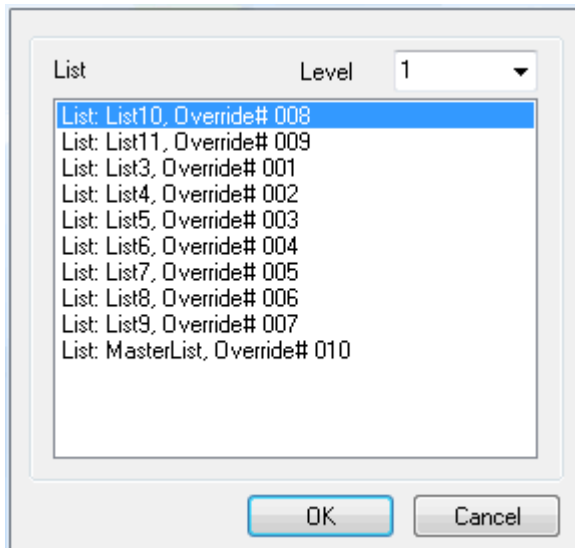 List Level 1
List: List10, Override# 008
List: List11, Override# 009
List: List3, Override# 001
List: List4, Override# 002
List: List5, Override# 003
List: List6, Override# 004
List: List7, Override# 005
List: List8, Override# 006
List: List9, Override# 007
List: MasterList, Override# 010
OK Cancel